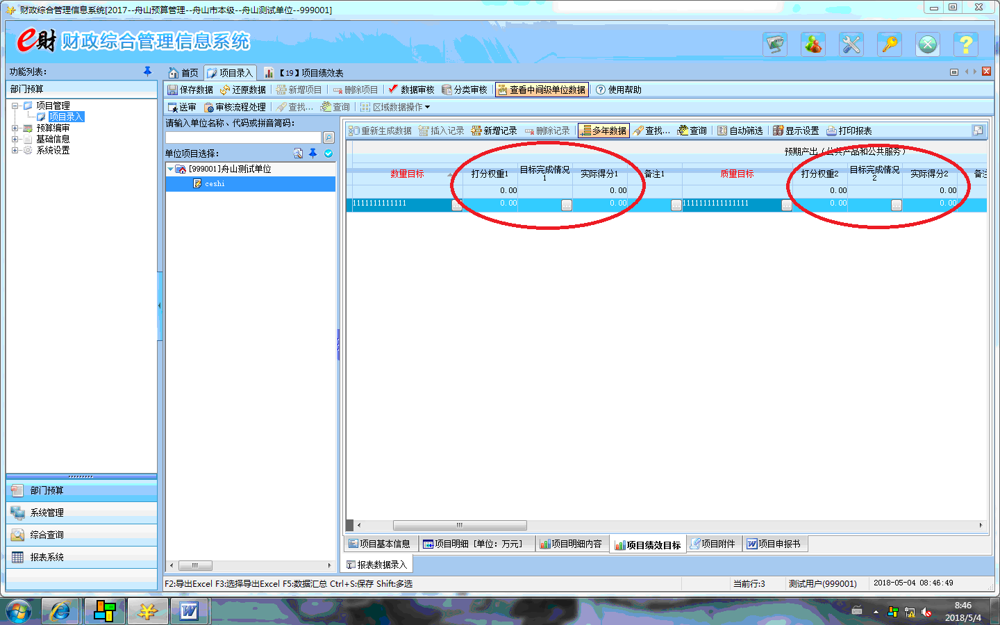 财政综合管理信息系统[2017--舟山预算管理--舟山市本级--舟山测试单位--999001]
e财 财政综合管理信息系统
功能列表：
首页 项目录入 【19】项目绩效表
部门预算
保存数据 还原数据 新增项目 删除项目 数据审核 分类审核 查看中间级单位数据 使用帮助
送审 审核流程处理 查找... 查询 区域数据操作
项目管理
项目录入
预算编审
基础信息
系统设置
请输入单位名称、代码或拼音简码：
单位项目选择：
[999001]舟山测试单位
ceshi
重新生成数据 插入记录 新增记录 删除记录 多年数据 查找... 查询 自动筛选 显示设置 打印报表
预期产出（公共产品和公共服务）
数量目标 打分权重1 目标完成情况1 实际得分1 备注1 质量目标 打分权重2 目标完成情况2 实际得分2 备注
0.00 0.00 0.00 0.00
1111111111111 ... 0.00 ... 0.00 ... 1111111111111111 ... 0.00 ... 0.00
部门预算
系统管理
综合查询
报表系统
项目基本信息 项目明细［单位：万元］ 项目明细内容 项目绩效目标 项目附件 项目申报书
报表数据录入
F2:导出Excel F3:选择导出Excel F5:数据汇总 Ctrl+S:保存 Shift:多选 当前行:3 测试用户(999001) 2018-05-04 08:46:49
8:46
2018/5/4